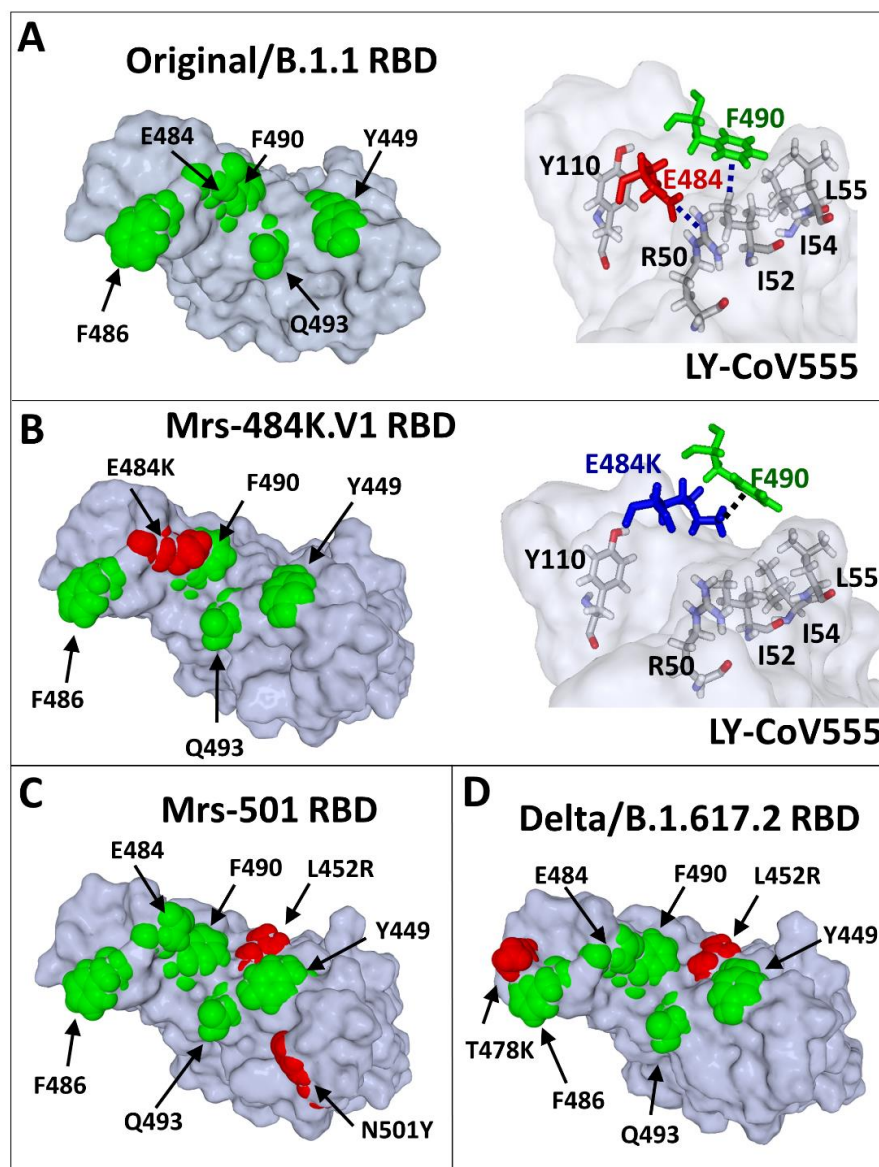 A
Original/B.1.1 RBD
E484
F490
Y449
F486
Q493
F490
Y110
E484
L55
R50
I54
I52
LY-CoV555
B
Mrs-484K.V1 RBD
E484K
F490
Y449
F486
Q493
E484K
F490
Y110
L55
I54
R50
I52
LY-CoV555
C
Mrs-501 RBD
E484
F490
L452R
Y449
F486
Q493
N501Y
D
Delta/B.1.617.2 RBD
E484
F490
L452R
Y449
T478K
F486
Q493